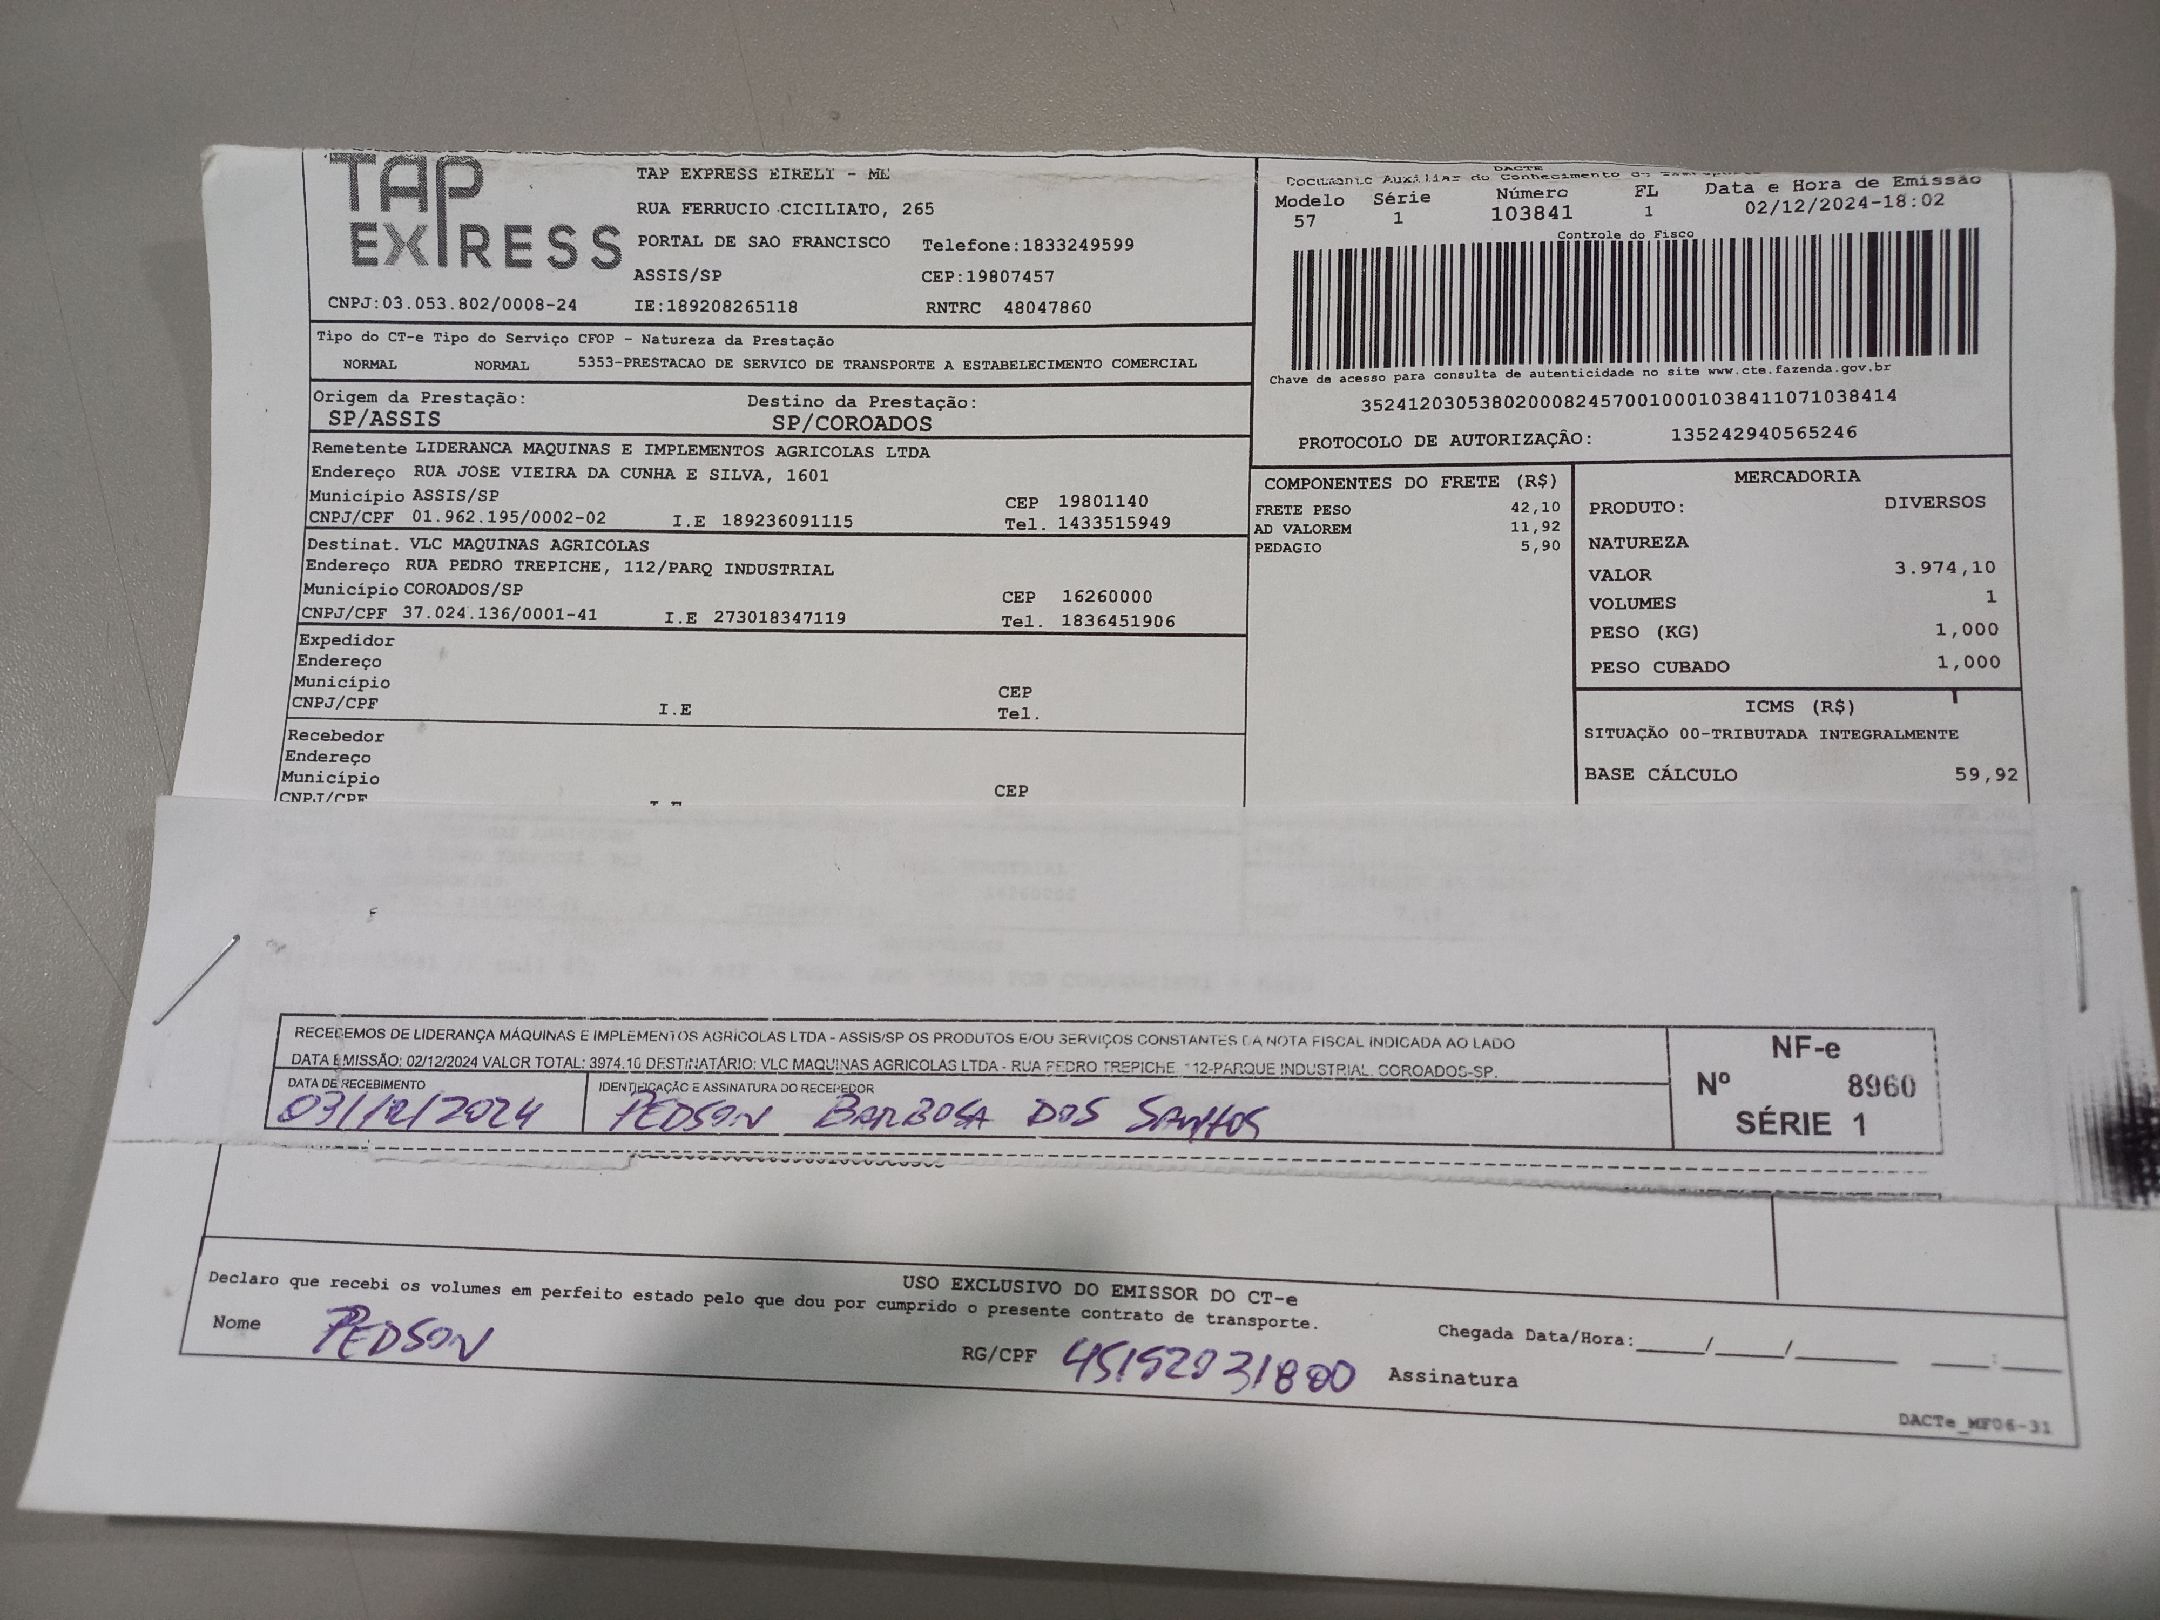 TAP EXPRESS
TAP EXPRESS EIRELI - ME
RUA FERRUCIO CICILIATO, 265
PORTAL DE SAO FRANCISCO Telefone:1833249599
ASSIS/SP CEP:19807457
CNPJ:03.053.802/0008-24 IE:189208265118 RNTRC 48047860
DACTE
Documento Auxiliar do Conhecimento
Modelo Série Número FL Data e Hora de Emissão
57 1 103841 1 02/12/2024-18:02
Controle do Fisco
Chave de acesso para consulta de autenticidade no site www.cte.fazenda.gov.br
35241203053802000824570010001038411071038414
PROTOCOLO DE AUTORIZAÇÃO: 135242940565246
Tipo do CT-e Tipo do Serviço CFOP - Natureza da Prestação
NORMAL NORMAL 5353-PRESTACAO DE SERVICO DE TRANSPORTE A ESTABELECIMENTO COMERCIAL
Origem da Prestação: Destino da Prestação:
SP/ASSIS SP/COROADOS
Remetente LIDERANCA MAQUINAS E IMPLEMENTOS AGRICOLAS LTDA
Endereço RUA JOSE VIEIRA DA CUNHA E SILVA, 1601
Município ASSIS/SP CEP 19801140
CNPJ/CPF 01.962.195/0002-02 I.E 189236091115 Tel. 1433515949
Destinat. VLC MAQUINAS AGRICOLAS
Endereço RUA PEDRO TREPICHE, 112/PARQ INDUSTRIAL
Município COROADOS/SP CEP 16260000
CNPJ/CPF 37.024.136/0001-41 I.E 273018347119 Tel. 1836451906
Expedidor
Endereço
Município CEP
CNPJ/CPF I.E Tel.
Recebedor
Endereço
Município CEP
CNPJ/CPF I.E
COMPONENTES DO FRETE (R$)
FRETE PESO 42,10
AD VALOREM 11,92
PEDAGIO 5,90
MERCADORIA
PRODUTO: DIVERSOS
NATUREZA
VALOR 3.974,10
VOLUMES 1
PESO (KG) 1,000
PESO CUBADO 1,000
ICMS (R$)
SITUAÇÃO 00-TRIBUTADA INTEGRALMENTE
BASE CÁLCULO 59,92
RECEBEMOS DE LIDERANÇA MÁQUINAS E IMPLEMENTOS AGRÍCOLAS LTDA - ASSIS/SP OS PRODUTOS E/OU SERVIÇOS CONSTANTES DA NOTA FISCAL INDICADA AO LADO
DATA EMISSÃO: 02/12/2024 VALOR TOTAL: 3974.10 DESTINATÁRIO: VLC MAQUINAS AGRICOLAS LTDA - RUA PEDRO TREPICHE, 112-PARQUE INDUSTRIAL, COROADOS-SP.
DATA DE RECEBIMENTO IDENTIFICAÇÃO E ASSINATURA DO RECEBEDOR
03/12/2024 PEDSON BARBOSA DOS SANTOS
NF-e
Nº 8960
SÉRIE 1
USO EXCLUSIVO DO EMISSOR DO CT-e
Declaro que recebi os volumes em perfeito estado pelo que dou por cumprido o presente contrato de transporte.
Nome PEDSON RG/CPF 45152031800 Assinatura
Chegada Data/Hora:_____/_____/_______ ____:____
DACTe_MF06-31